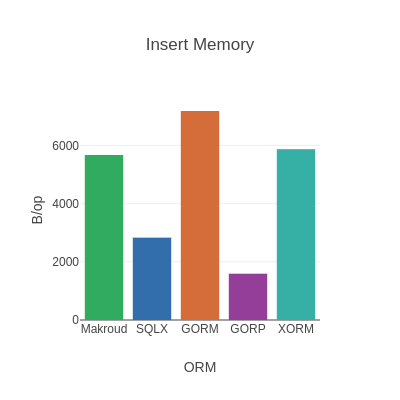 Insert Memory
B/op
6000
4000
2000
0
Makroud SQLX GORM GORP XORM
ORM